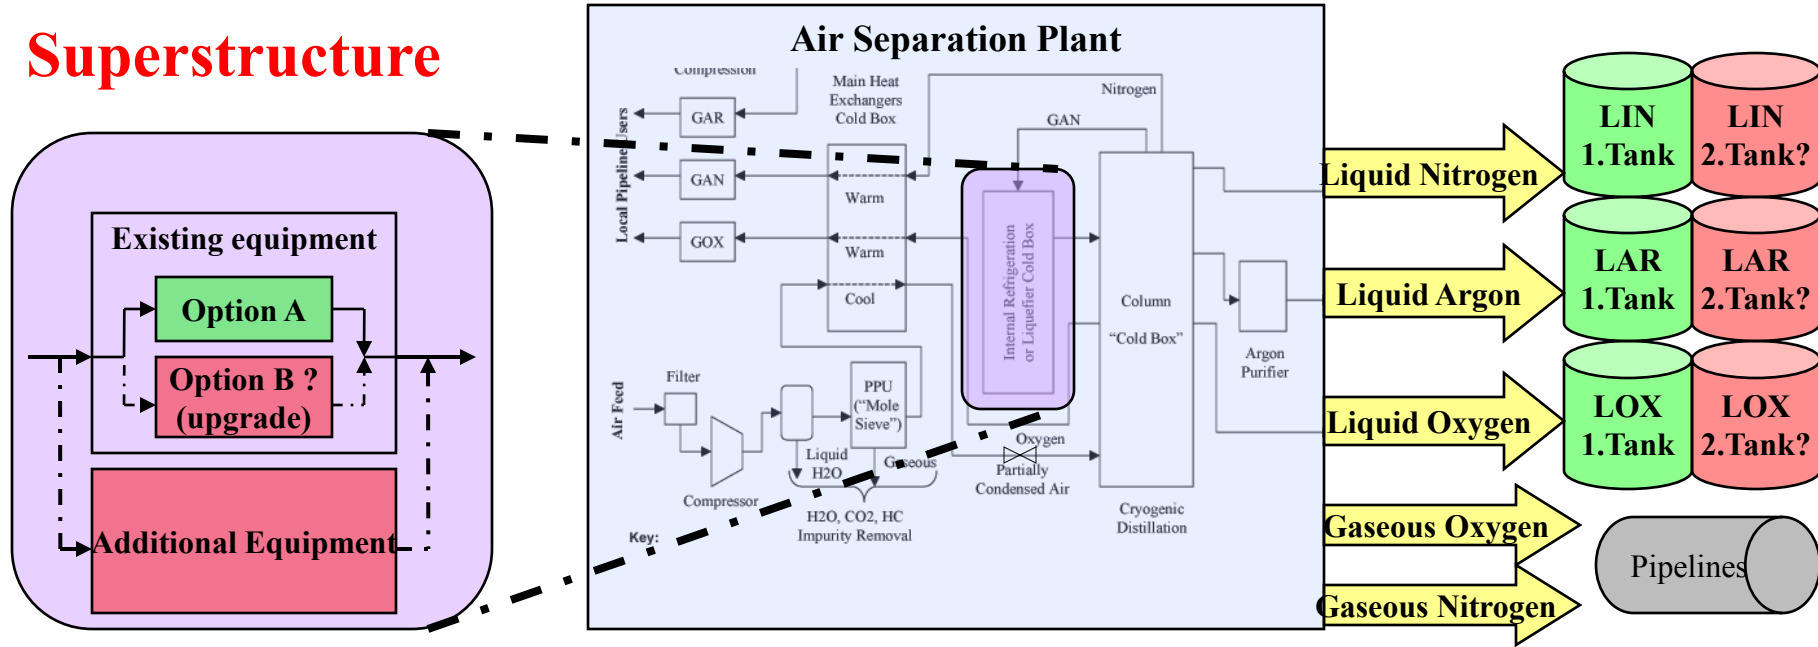 Superstructure
Existing equipment
Option A
Option B ?
(upgrade)
Additional Equipment
Air Separation Plant
Compression
GAR
GAN
GOX
Local Pipeline Users
Main Heat
Exchangers
Cold Box
Warm
Warm
Cool
Nitrogen
GAN
Internal Refrigeration
or Liquefier Cold Box
Column
“Cold Box”
Argon
Purifier
Air Feed
Filter
Compressor
PPU
(“Mole
Sieve”)
Liquid
H2O
Gaseous
H2O, CO2, HC
Impurity Removal
Oxygen
Partially
Condensed Air
Cryogenic
Distillation
Key:
Liquid Nitrogen
Liquid Argon
Liquid Oxygen
Gaseous Oxygen
Gaseous Nitrogen
LIN
1.Tank
LIN
2.Tank?
LAR
1.Tank
LAR
2.Tank?
LOX
1.Tank
LOX
2.Tank?
Pipelines